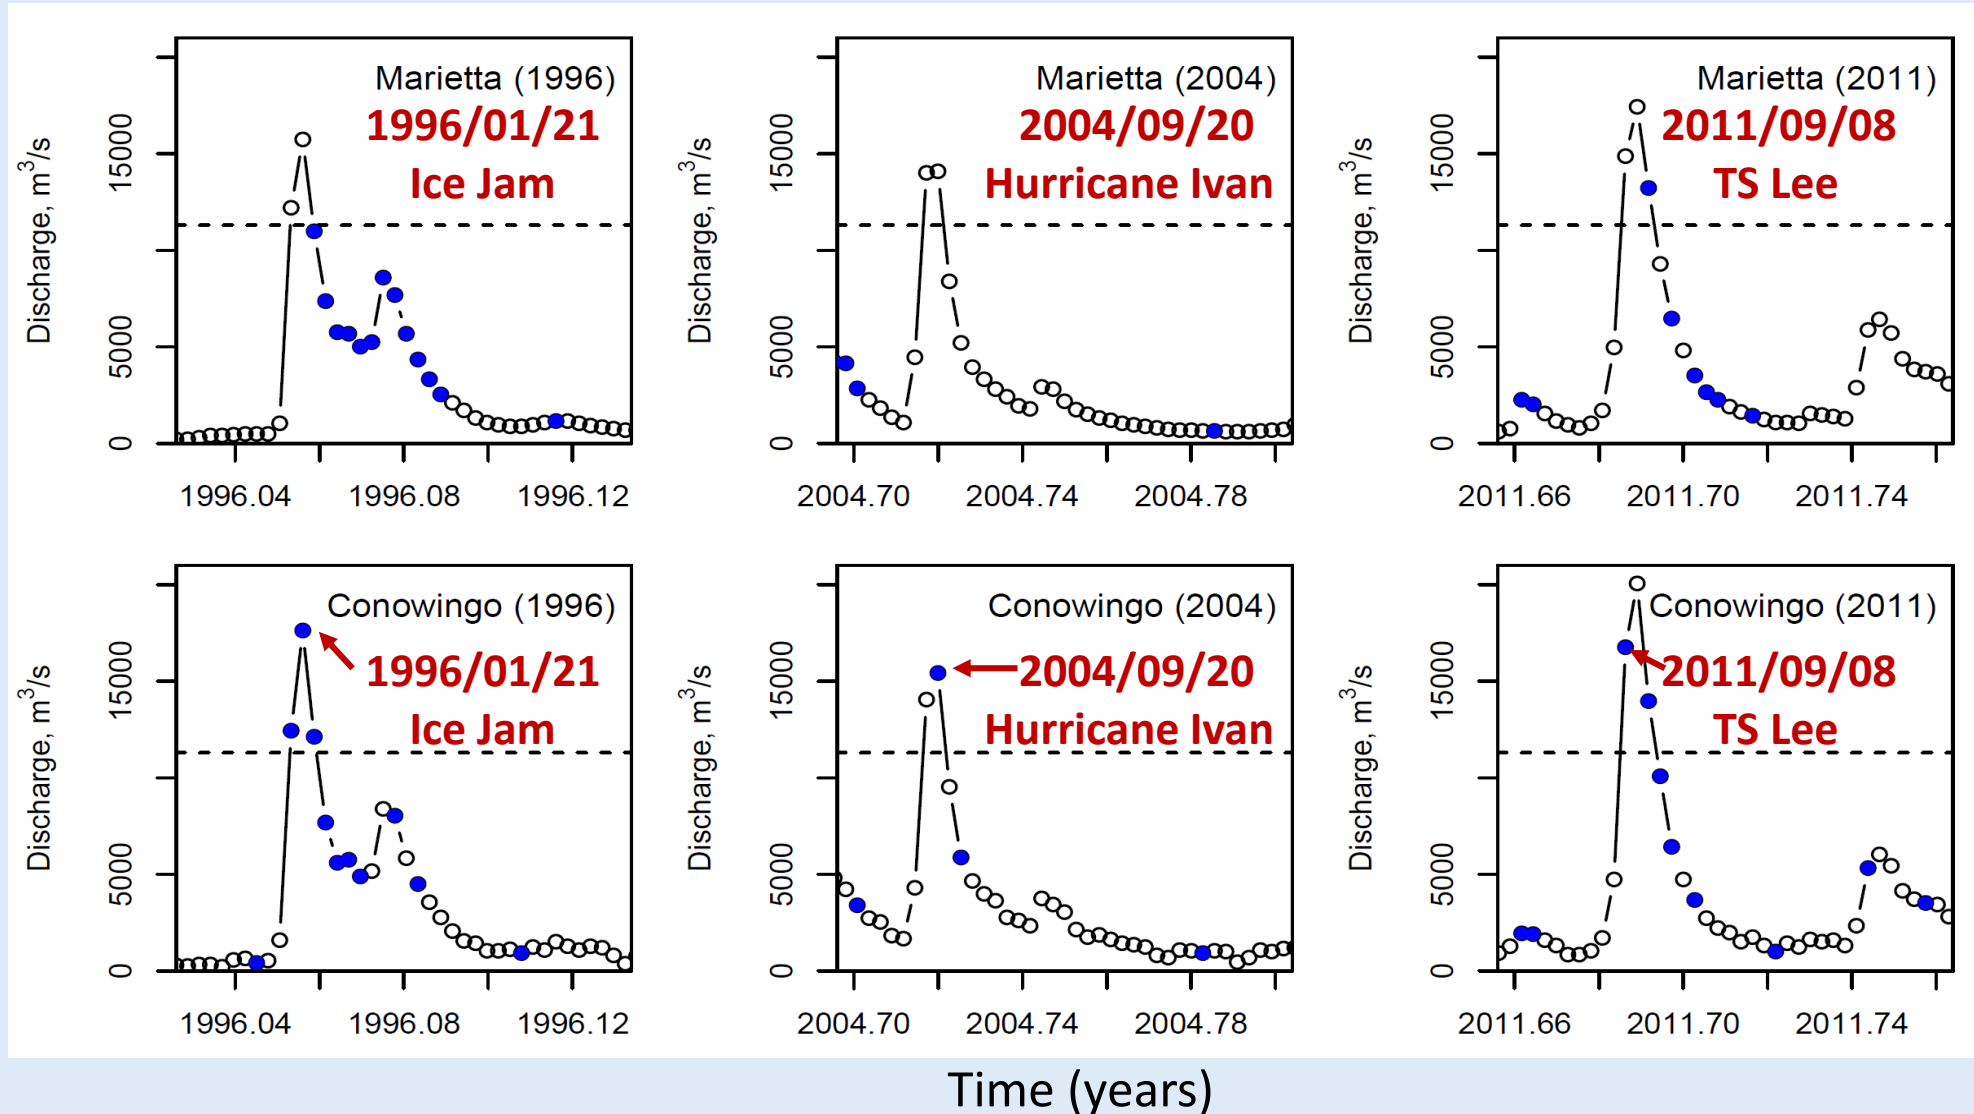 Marietta (1996)
1996/01/21
Ice Jam
Discharge, m³/s
0
5000
15000
1996.04
1996.08
1996.12
Marietta (2004)
2004/09/20
Hurricane Ivan
Discharge, m³/s
0
5000
15000
2004.70
2004.74
2004.78
Marietta (2011)
2011/09/08
TS Lee
Discharge, m³/s
0
5000
15000
2011.66
2011.70
2011.74
Conowingo (1996)
1996/01/21
Ice Jam
Discharge, m³/s
0
5000
15000
1996.04
1996.08
1996.12
Conowingo (2004)
2004/09/20
Hurricane Ivan
Discharge, m³/s
0
5000
15000
2004.70
2004.74
2004.78
Conowingo (2011)
2011/09/08
TS Lee
Discharge, m³/s
0
5000
15000
2011.66
2011.70
2011.74
Time (years)